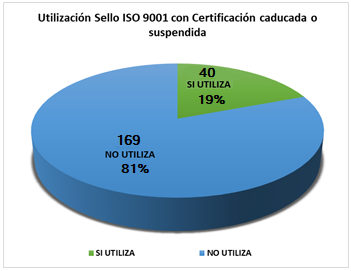 Utilización Sello ISO 9001 con Certificación caducada o
suspendida
40
SI UTILIZA
19%
169
NO UTILIZA
81%
SI UTILIZA
NO UTILIZA